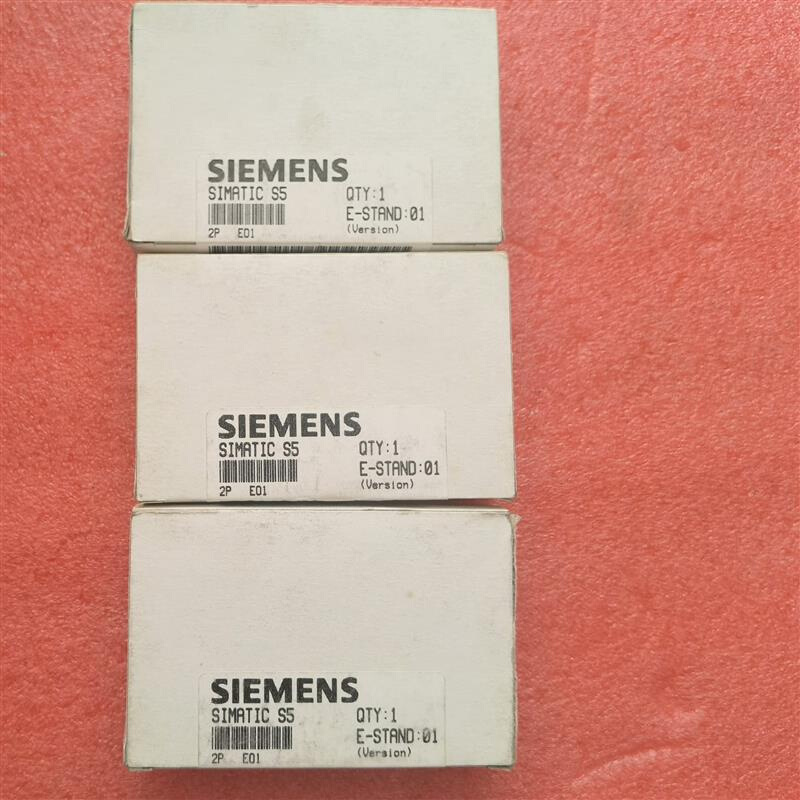 SIEMENS
SIMATIC S5 QTY:1
E-STAND:01
2P E01 (Version)
SIEMENS
SIMATIC S5 QTY:1
E-STAND:01
2P E01 (Version)
SIEMENS
SIMATIC S5 QTY:1
E-STAND:01
2P E01 (Version)